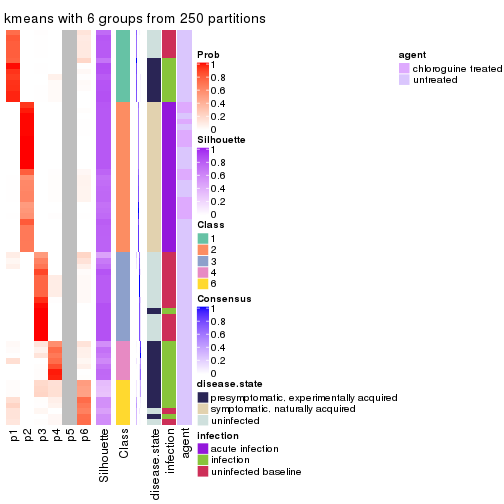 kmeans with 6 groups from 250 partitions
Prob
1
0.8
0.6
0.4
0.2
0
Silhouette
1
0.8
0.6
0.4
0.2
0
Class
1
2
3
4
6
Consensus
1
0.8
0.6
0.4
0.2
0
disease.state
presymptomatic. experimentally acquired
symptomatic. naturally acquired
uninfected
infection
acute infection
infection
uninfected baseline
agent
chloroguine treated
untreated
p1
p2
p3
p4
p5
p6
Silhouette
Class
disease.state
infection
agent